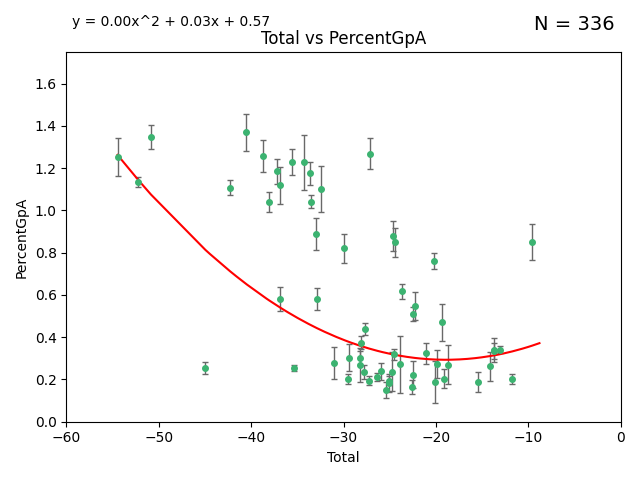 y = 0.00x^2 + 0.03x + 0.57
N = 336
Total vs PercentGpA
1.6
1.4
1.2
1.0
0.8
0.6
0.4
0.2
0.0
PercentGpA
−60 −50 −40 −30 −20 −10 0
Total